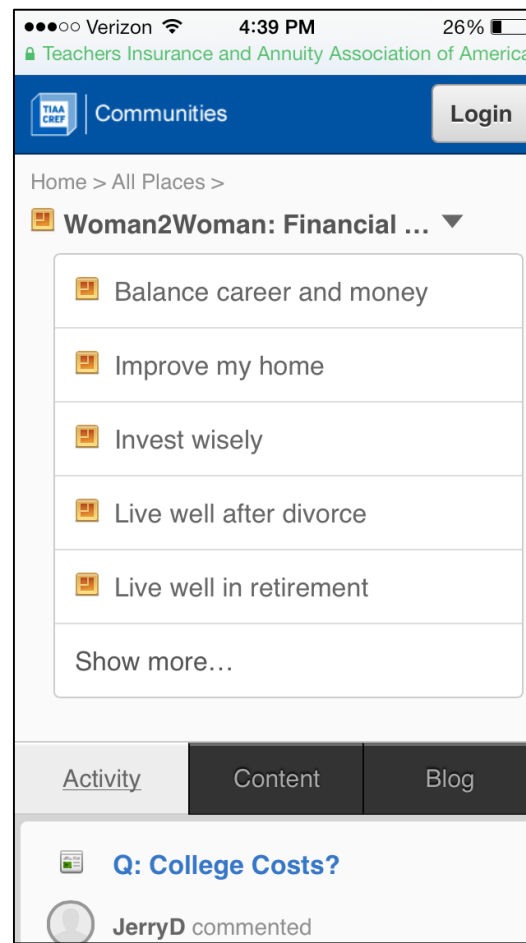 Verizon 4:39 PM 26%
Teachers Insurance and Annuity Association of America
TIAA CREF Communities Login
Home > All Places >
Woman2Woman: Financial ...
Balance career and money
Improve my home
Invest wisely
Live well after divorce
Live well in retirement
Show more…
Activity Content Blog
Q: College Costs?
JerryD commented